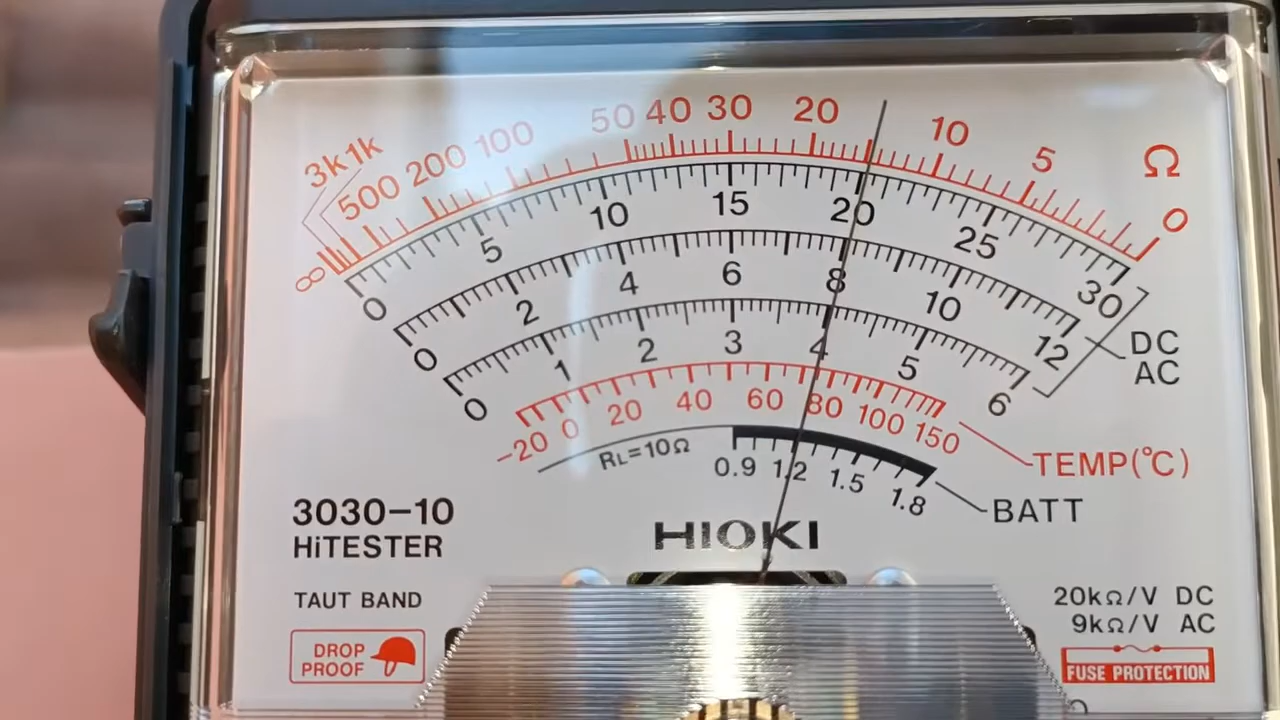 3k 1k 500 200 100 50 40 30 20 10 5 0 Ω
∞
0 5 10 15 20 25 30
0 2 4 6 8 10 12
DC
AC
0 1 2 3 4 5 6
-20 0 20 40 60 80 100 150 TEMP(°C)
RL=10Ω 0.9 1.2 1.5 1.8 BATT
3030-10
HiTESTER
HIOKI
TAUT BAND
DROP
PROOF
20kΩ/V DC
9kΩ/V AC
FUSE PROTECTION